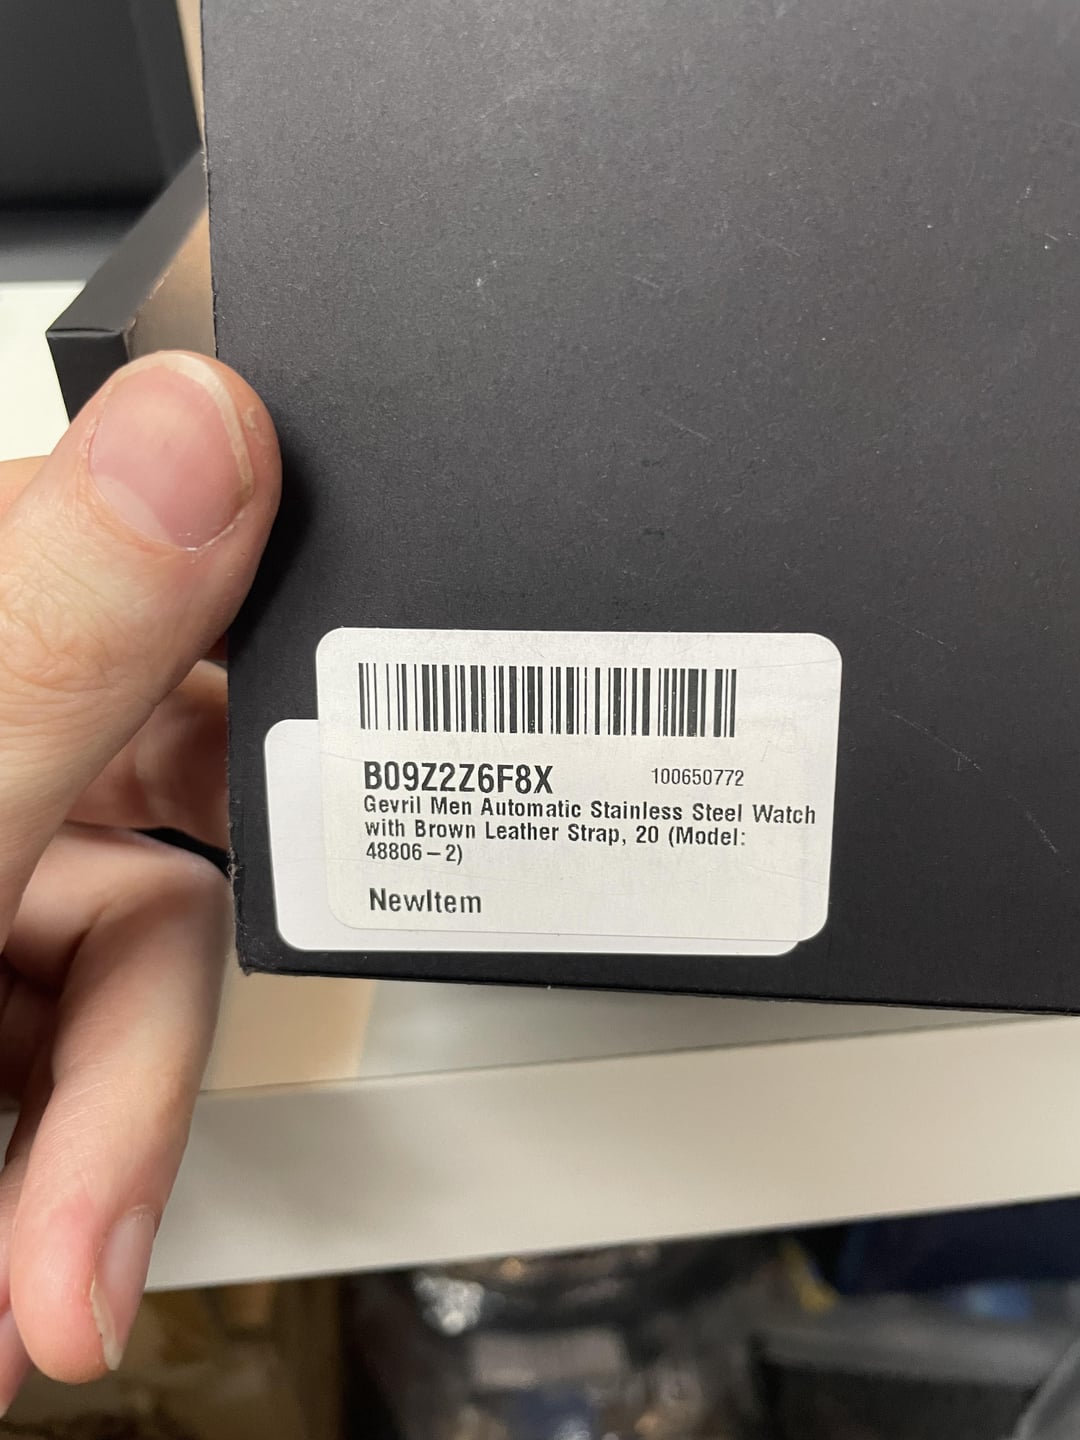 B09Z2Z6F8X 100650772
Gevril Men Automatic Stainless Steel Watch
with Brown Leather Strap, 20 (Model:
48806-2)
NewItem